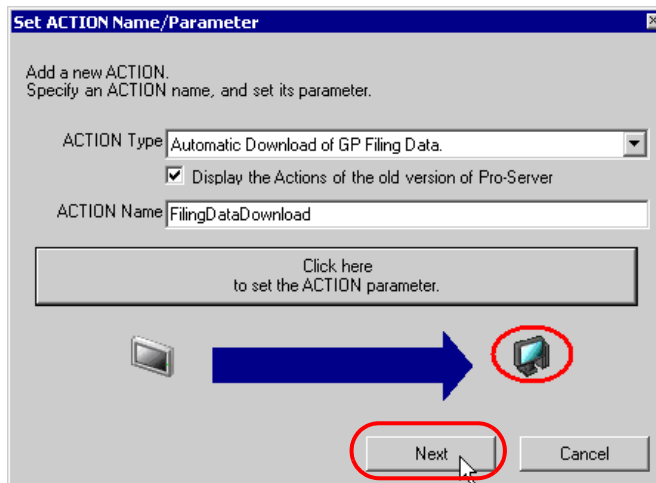 Set ACTION Name/Parameter
Add a new ACTION.
Specify an ACTION name, and set its parameter.
ACTION Type Automatic Download of GP Filing Data.
Display the Actions of the old version of Pro-Server
ACTION Name FilingDataDownload
Click here
to set the ACTION parameter.
Next Cancel